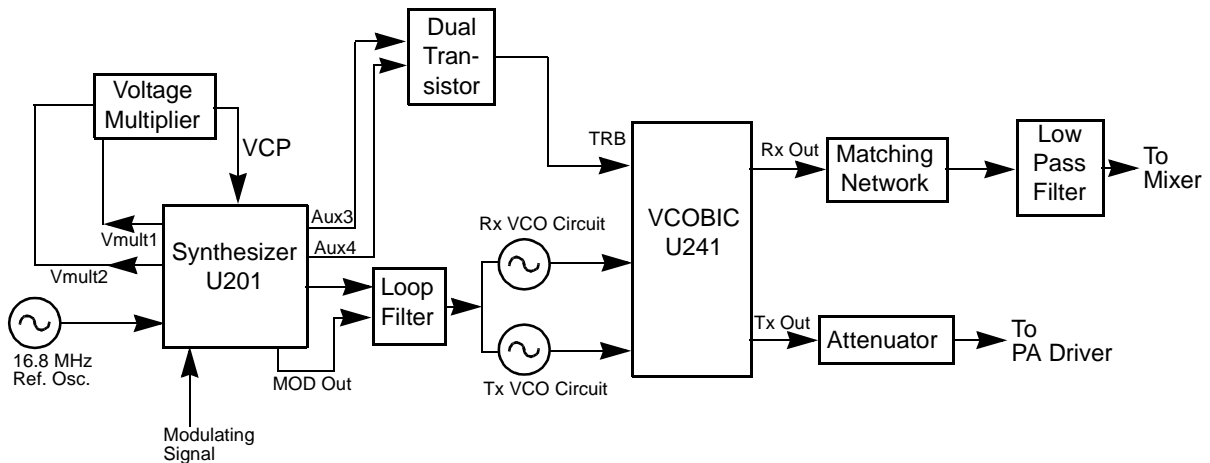 Dual
Tran-
sistor
Voltage
Multiplier
VCP
TRB
Rx Out
Matching
Network
Low
Pass
Filter
To
Mixer
Aux3
Vmult1
Synthesizer
U201
Aux4
Rx VCO Circuit
VCOBIC
U241
Vmult2
Loop
Filter
Tx Out
Attenuator
To
PA Driver
16.8 MHz
Ref. Osc.
MOD Out
Tx VCO Circuit
Modulating
Signal